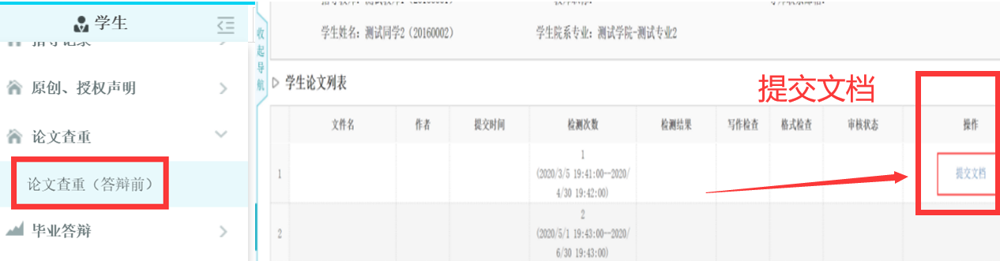 学生
指导记录
原创、授权声明
论文查重
论文查重（答辩前）
毕业答辩
收起导航
学生姓名：测试同学2（20160002）
学生院系专业：测试学院-测试专业2
学生论文列表
提交文档
文件名 作者 提交时间 检测次数 检测结果 写作检查 格式检查 审核状态 操作
1
1
(2020/3/5 19:41:00--2020/
4/30 19:42:00)
提交文档
2
2
(2020/5/1 19:43:00--2020/
6/30 19:43:00)